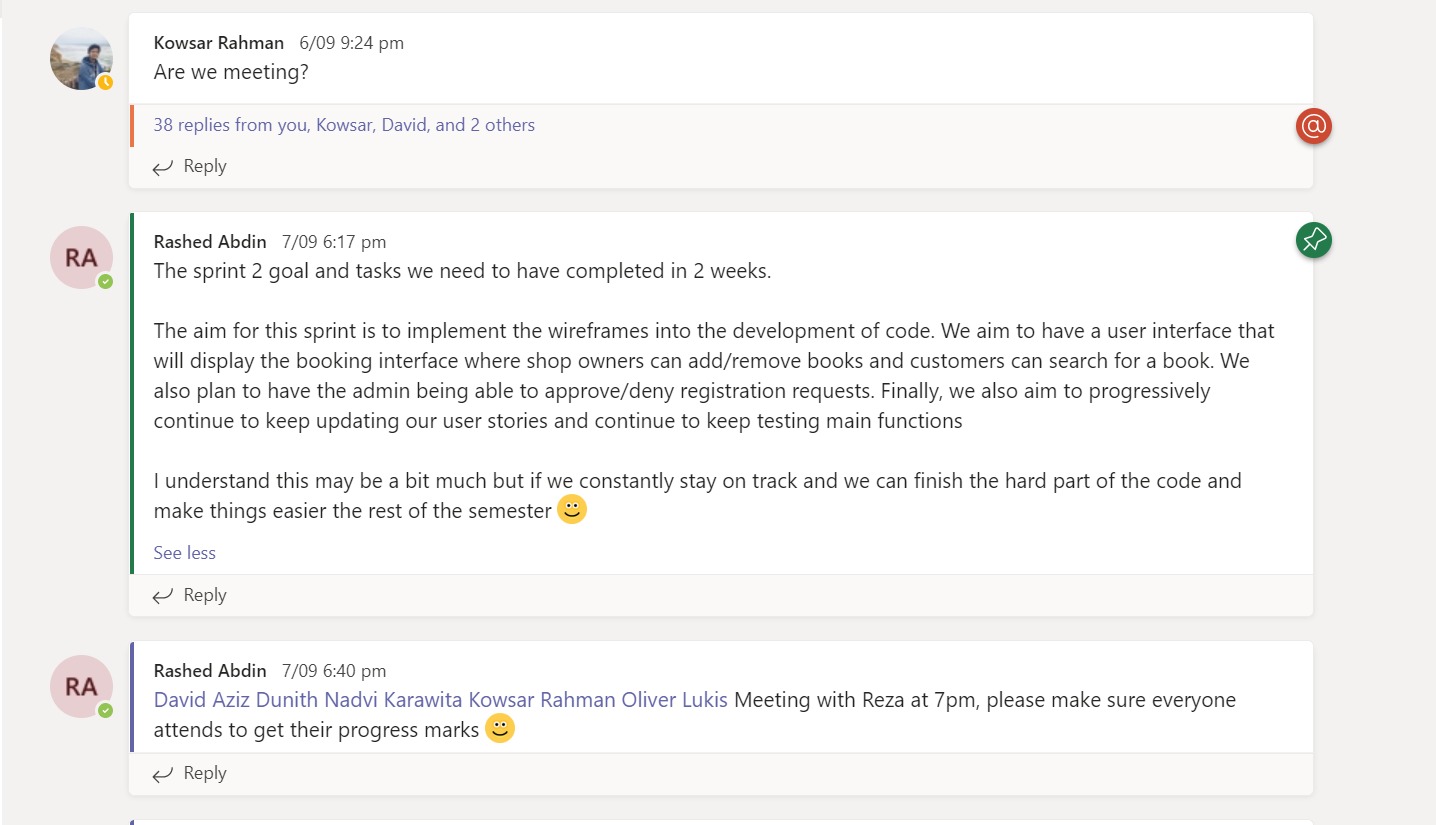 Kowsar Rahman 6/09 9:24 pm
Are we meeting?
38 replies from you, Kowsar, David, and 2 others
@
Reply
RA
Rashed Abdin 7/09 6:17 pm
The sprint 2 goal and tasks we need to have completed in 2 weeks.
The aim for this sprint is to implement the wireframes into the development of code. We aim to have a user interface that
will display the booking interface where shop owners can add/remove books and customers can search for a book. We
also plan to have the admin being able to approve/deny registration requests. Finally, we also aim to progressively
continue to keep updating our user stories and continue to keep testing main functions
I understand this may be a bit much but if we constantly stay on track and we can finish the hard part of the code and
make things easier the rest of the semester
See less
Reply
RA
Rashed Abdin 7/09 6:40 pm
David Aziz Dunith Nadvi Karawita Kowsar Rahman Oliver Lukis Meeting with Reza at 7pm, please make sure everyone
attends to get their progress marks
Reply